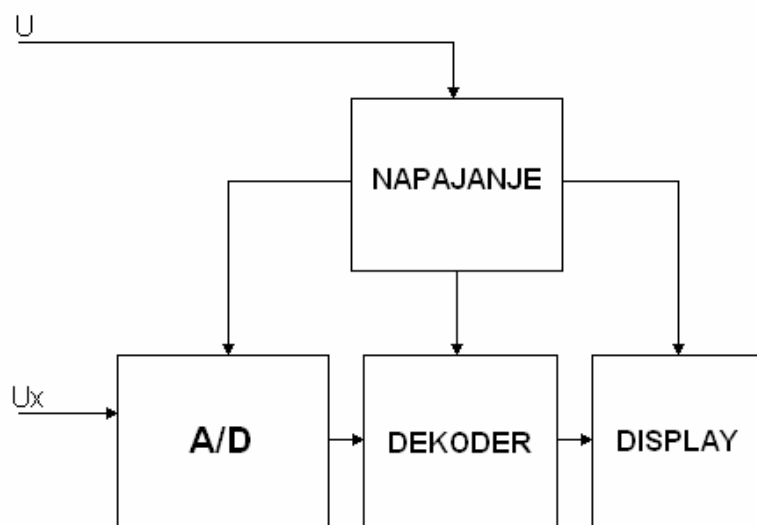 U
NAPAJANJE
Ux
A/D
DEKODER
DISPLAY